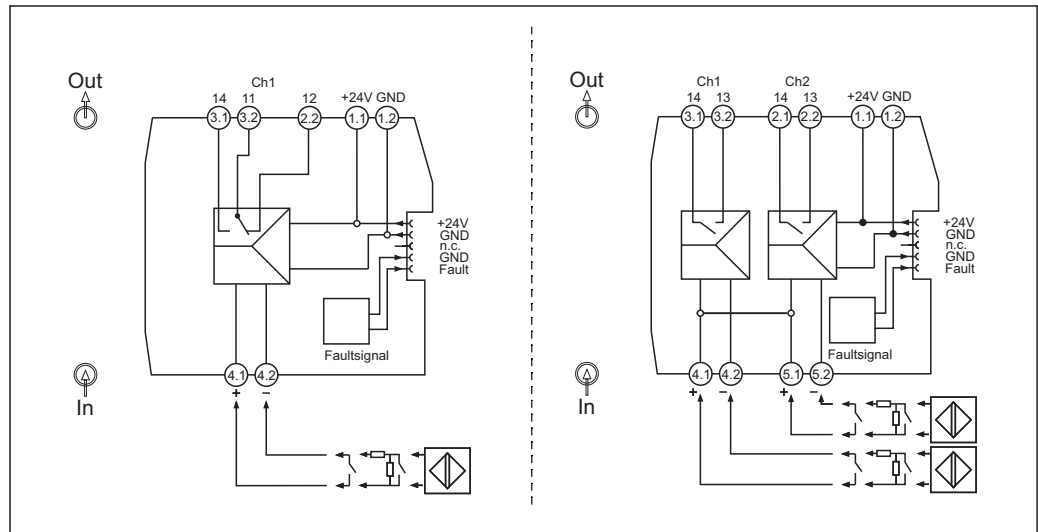 Out
Ch1
14 11 12 +24V GND
3.1 3.2 2.2 1.1 1.2
+24V
GND
n.c.
GND
Fault
Faultsignal
4.1 4.2
+ –
In
Out
Ch1 Ch2
14 13 14 13 +24V GND
3.1 3.2 2.1 2.2 1.1 1.2
+24V
GND
n.c.
GND
Fault
Faultsignal
4.1 4.2 5.1 5.2
+ – + –
In